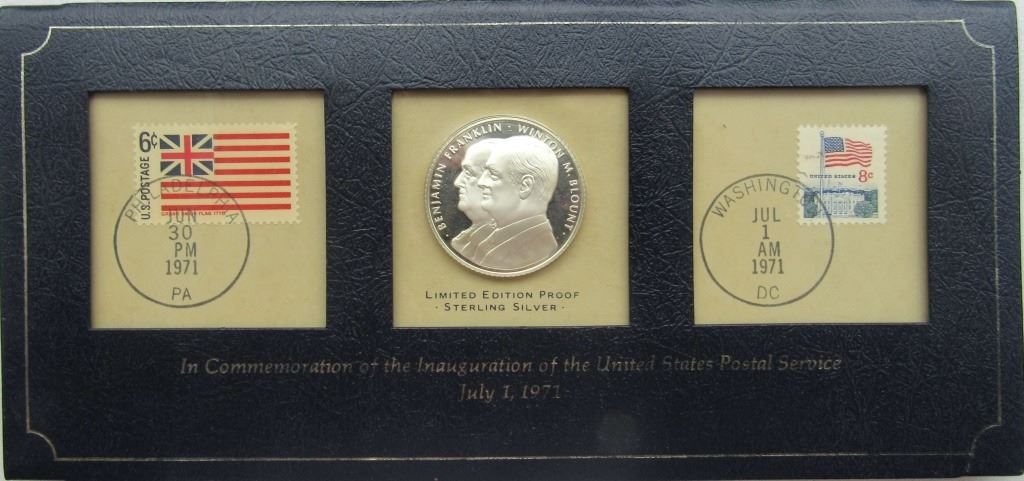 6¢
U.S. POSTAGE
PHILADELPHIA
JUN
30
PM
1971
PA
· BENJAMIN FRANKLIN · WINTON M. BLOUNT ·
LIMITED EDITION PROOF
· STERLING SILVER ·
UNITED STATES 8c
WASHINGTON
JUL
1
AM
1971
DC
In Commemoration of the Inauguration of the United States Postal Service
July 1, 1971